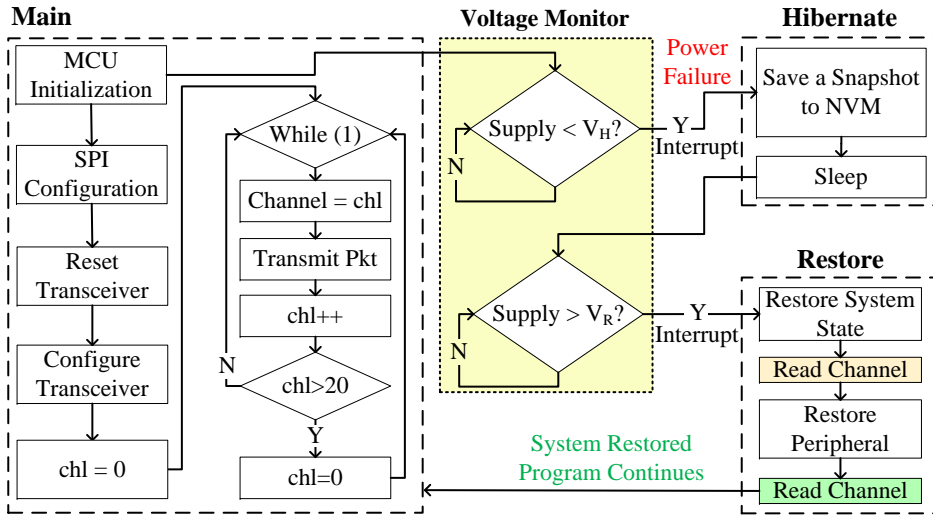 Main
MCU
Initialization
SPI
Configuration
Reset
Transceiver
Configure
Transceiver
chl = 0
While (1)
Channel = chl
Transmit Pkt
chl++
chl>20
N
Y
chl=0
Voltage Monitor
Supply < VH?
N
Supply > VR?
N
Power
Failure
Y
Interrupt
Y
Interrupt
Hibernate
Save a Snapshot
to NVM
Sleep
Restore
Restore System
State
Read Channel
Restore
Peripheral
Read Channel
System Restored
Program Continues